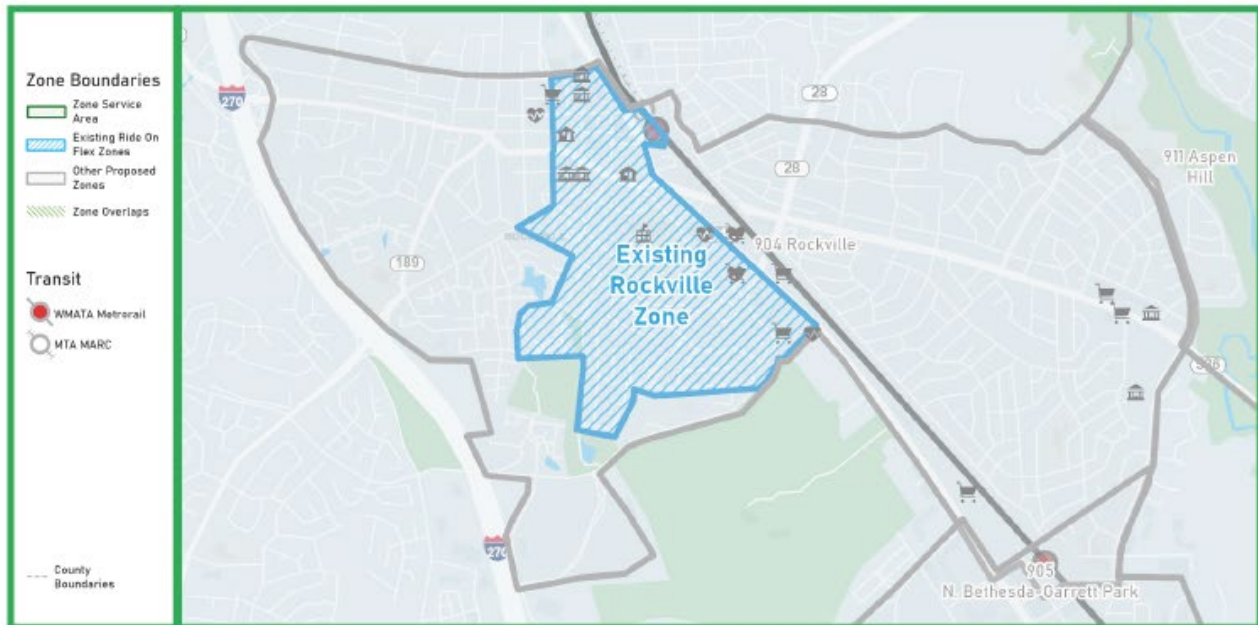 Zone Boundaries
Zone Service
Area
Existing Ride On
Flex Zones
Other Proposed
Zones
Zone Overlaps
Transit
WMATA Metrorail
MTA MARC
County
Boundaries
270
28
911 Aspen
Hill
28
904 Rockville
189
Existing
Rockville
Zone
270
905
N. Bethesda-Garrett Park